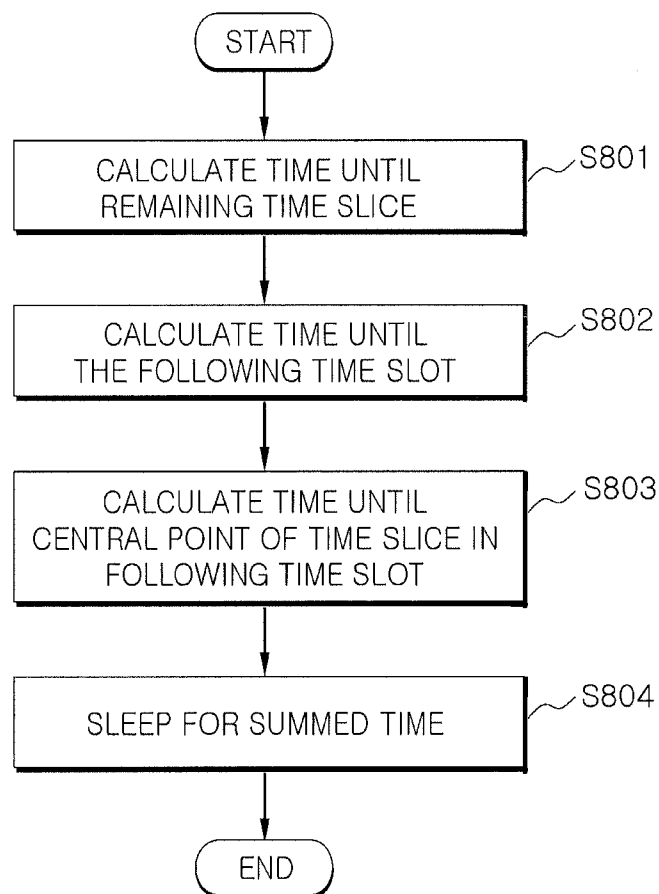 START
CALCULATE TIME UNTIL
REMAINING TIME SLICE
S801
CALCULATE TIME UNTIL
THE FOLLOWING TIME SLOT
S802
CALCULATE TIME UNTIL
CENTRAL POINT OF TIME SLICE IN
FOLLOWING TIME SLOT
S803
SLEEP FOR SUMMED TIME
S804
END